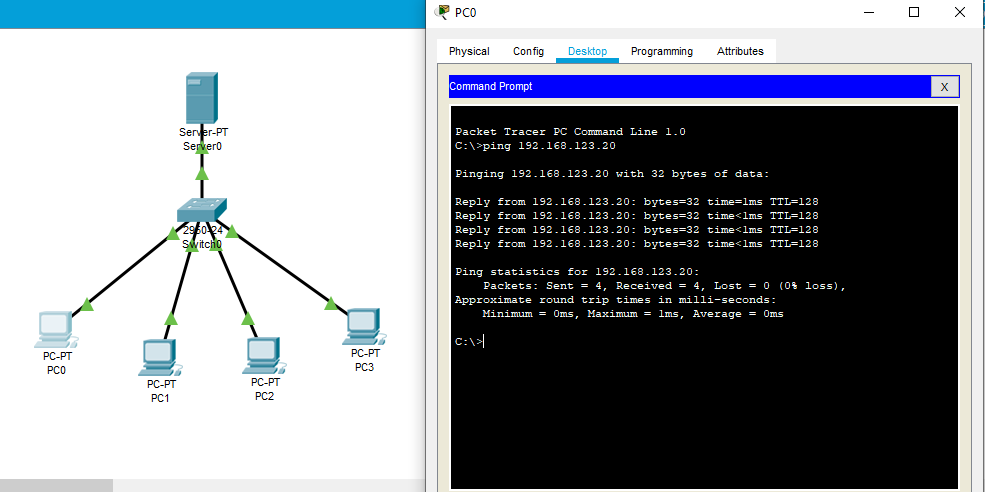 PC0
Physical Config Desktop Programming Attributes
Command Prompt X
Packet Tracer PC Command Line 1.0
C:\>ping 192.168.123.20
Pinging 192.168.123.20 with 32 bytes of data:
Reply from 192.168.123.20: bytes=32 time=1ms TTL=128
Reply from 192.168.123.20: bytes=32 time<1ms TTL=128
Reply from 192.168.123.20: bytes=32 time<1ms TTL=128
Reply from 192.168.123.20: bytes=32 time<1ms TTL=128
Ping statistics for 192.168.123.20:
Packets: Sent = 4, Received = 4, Lost = 0 (0% loss),
Approximate round trip times in milli-seconds:
Minimum = 0ms, Maximum = 1ms, Average = 0ms
C:\>
Server-PT
Server0
2960-24
Switch0
PC-PT
PC0
PC-PT
PC1
PC-PT
PC2
PC-PT
PC3